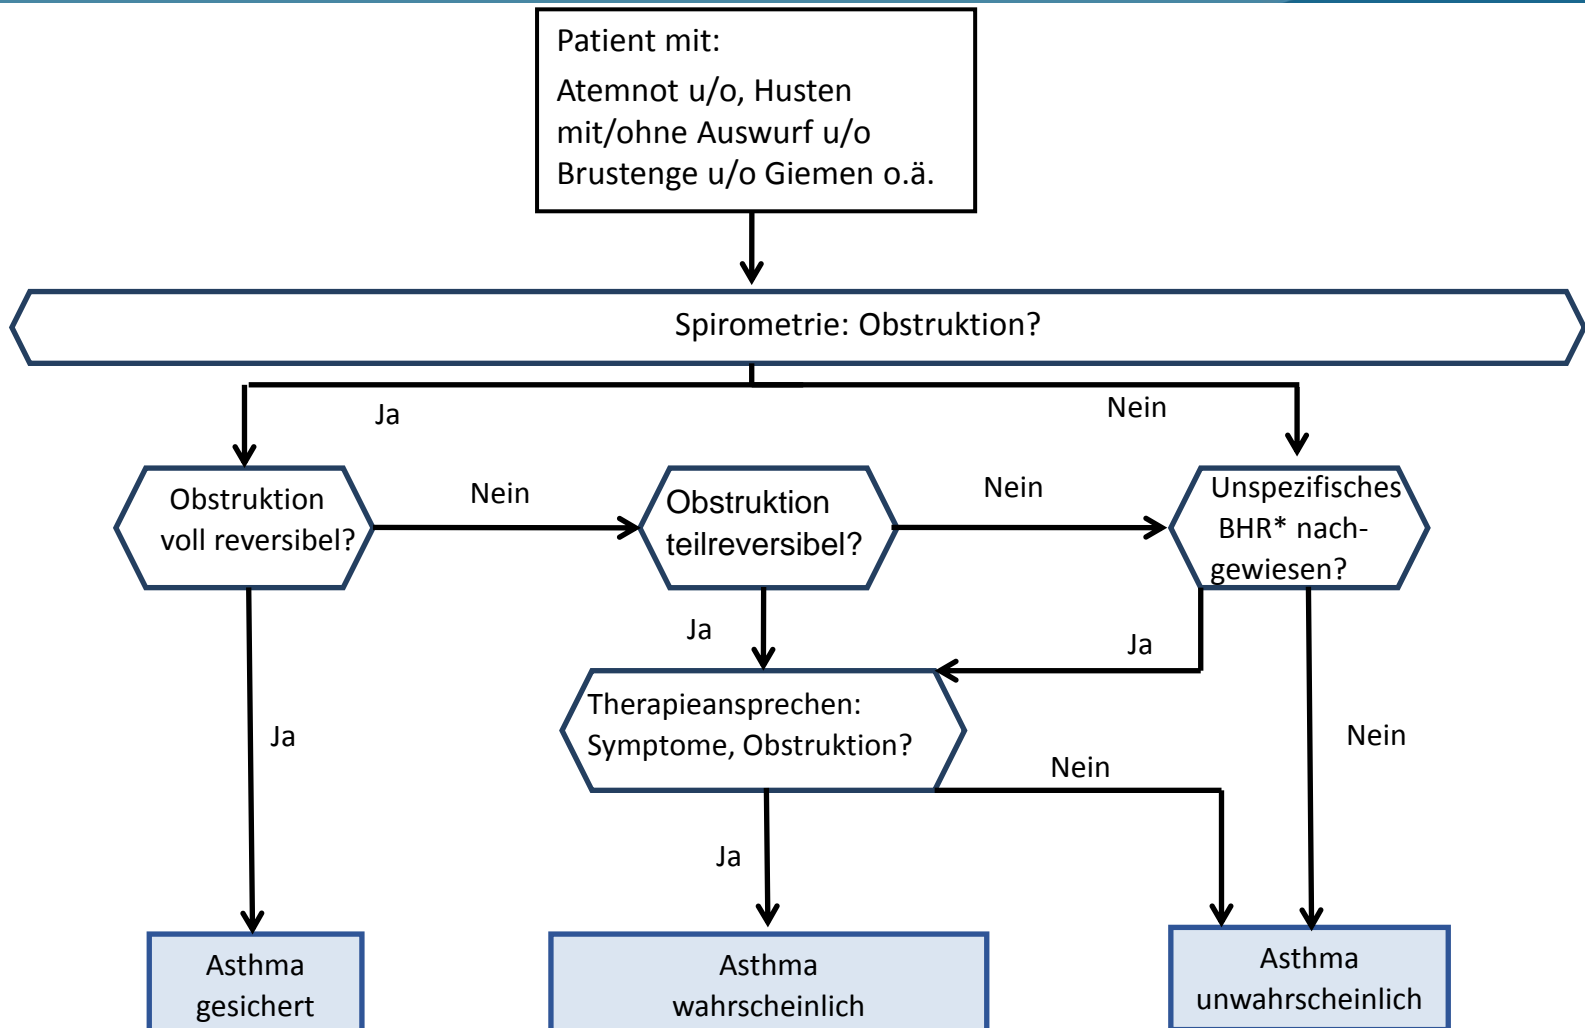 Patient mit:
Atemnot u/o, Husten
mit/ohne Auswurf u/o
Brustenge u/o Giemen o.ä.
Spirometrie: Obstruktion?
Ja
Nein
Obstruktion
voll reversibel?
Nein
Obstruktion
teilreversibel?
Nein
Unspezifisches
BHR* nach-
gewiesen?
Ja
Ja
Ja
Therapieansprechen:
Symptome, Obstruktion?
Nein
Nein
Ja
Asthma
gesichert
Asthma
wahrscheinlich
Asthma
unwahrscheinlich